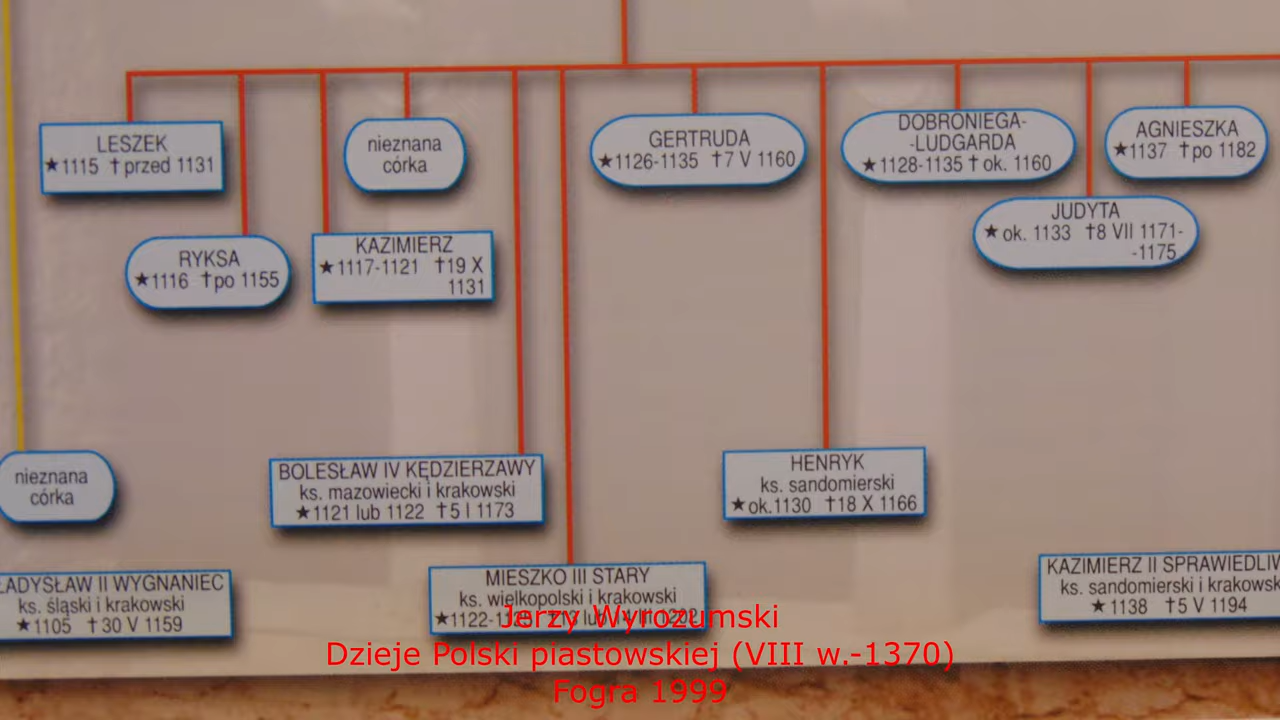 LESZEK
★1115 †przed 1131
nieznana
córka
GERTRUDA
★1126-1135 †7 V 1160
DOBRONIEGA-
-LUDGARDA
★1128-1135 † ok. 1160
AGNIESZKA
★1137 †po 1182
JUDYTA
★ ok. 1133 †8 VII 1171-
-1175
RYKSA
★1116 †po 1155
KAZIMIERZ
★1117-1121 †19 X
1131
nieznana
córka
BOLESŁAW IV KĘDZIERZAWY
ks. mazowiecki i krakowski
★1121 lub 1122 †5 I 1173
HENRYK
ks. sandomierski
★ok.1130 †18 X 1166
ŁADYSŁAW II WYGNANIEC
ks. śląski i krakowski
★1105 †30 V 1159
MIESZKO III STARY
ks. wielkopolski i krakowski
KAZIMIERZ II SPRAWIEDLIW
ks. sandomierski i krakowsk
★1138 †5 V 1194
Jerzy Wyrozumski
Dzieje Polski piastowskiej (VIII w.-1370)
Fogra 1999